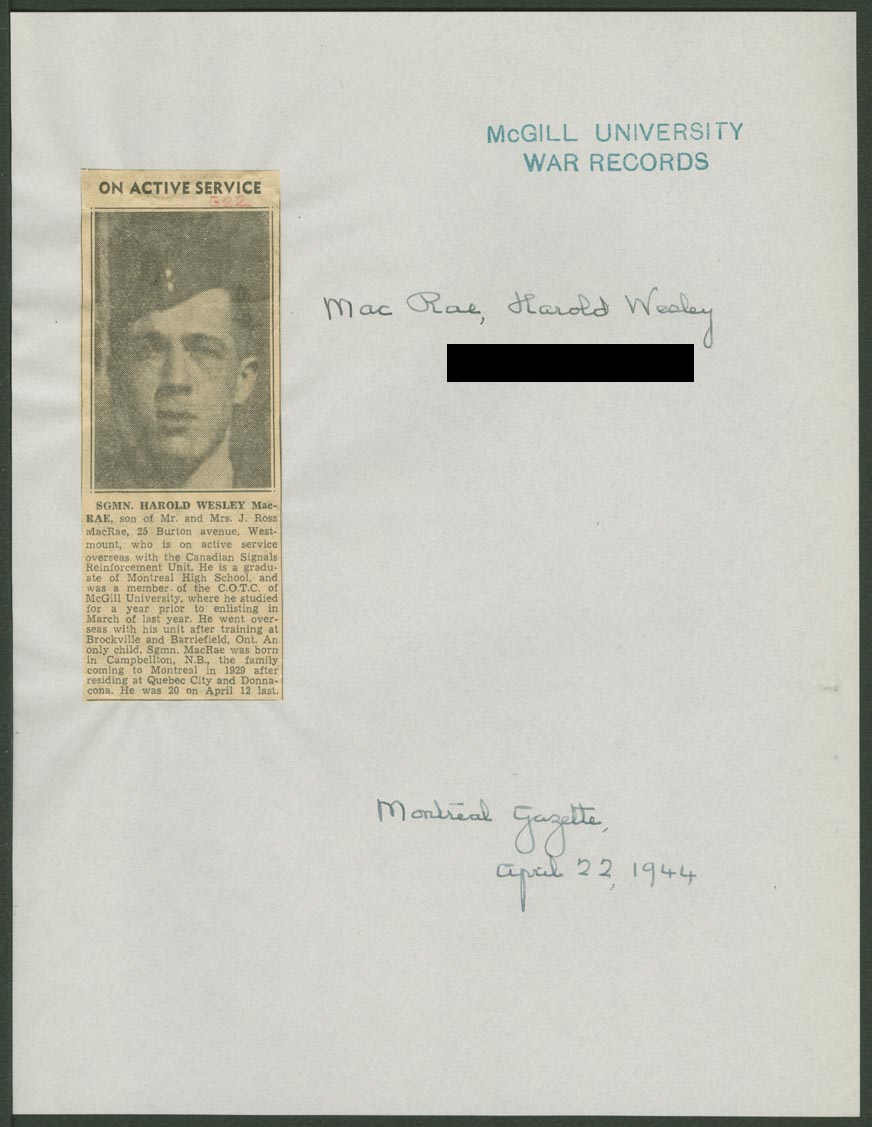 McGILL UNIVERSITY
WAR RECORDS
ON ACTIVE SERVICE
Mac Rae, Harold Wesley
SGMN. HAROLD WESLEY Mac-
RAE, son of Mr. and Mrs. J. Ross
MacRae, 25 Burton avenue, West-
mount, who is on active service
overseas with the Canadian Signals
Reinforcement Unit. He is a gradu-
ate of Montreal High School, and
was a member of the C.O.T.C. of
McGill University, where he studied
for a year prior to enlisting in
March of last year. He went over-
seas with his unit after training at
Brockville and Barriefield, Ont. An
only child, Sgmn. MacRae was born
in Campbellton, N.B., the family
coming to Montreal in 1929 after
residing at Quebec City and Donna-
cona. He was 20 on April 12 last.
Montreal Gazette,
April 22, 1944